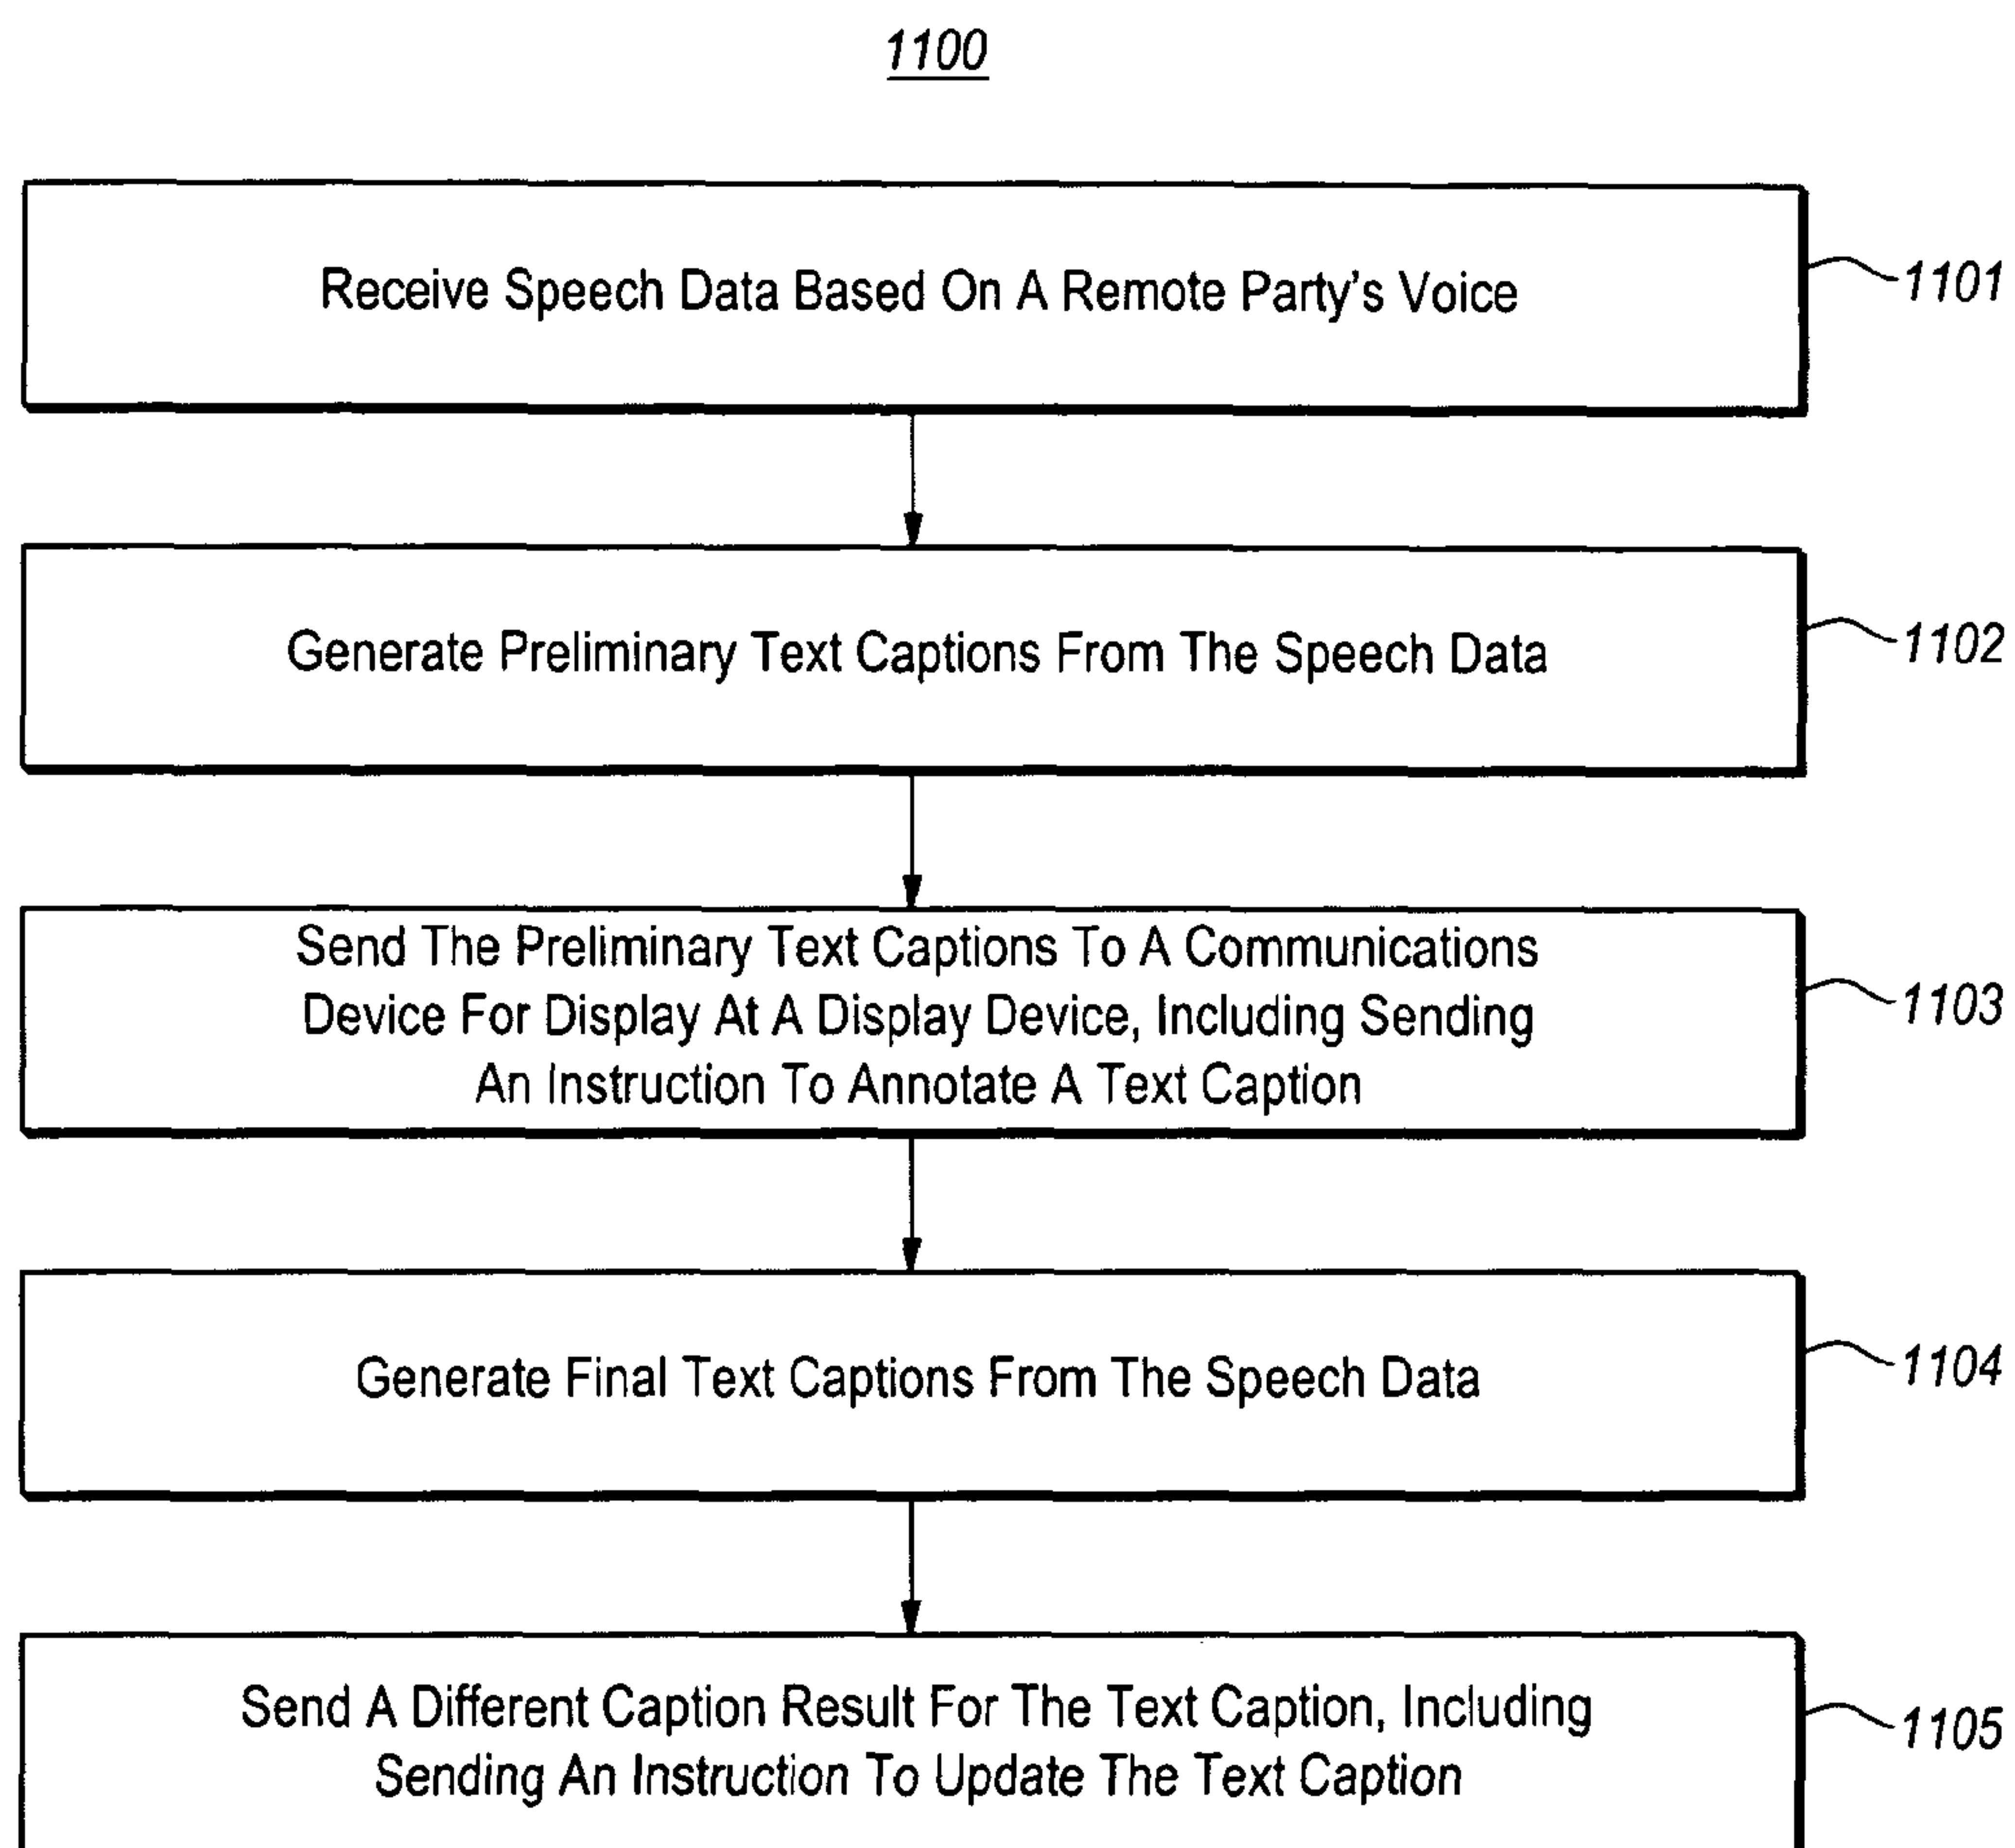 1100
Receive Speech Data Based On A Remote Party's Voice
1101
Generate Preliminary Text Captions From The Speech Data
1102
Send The Preliminary Text Captions To A Communications
Device For Display At A Display Device, Including Sending
An Instruction To Annotate A Text Caption
1103
Generate Final Text Captions From The Speech Data
1104
Send A Different Caption Result For The Text Caption, Including
Sending An Instruction To Update The Text Caption
1105